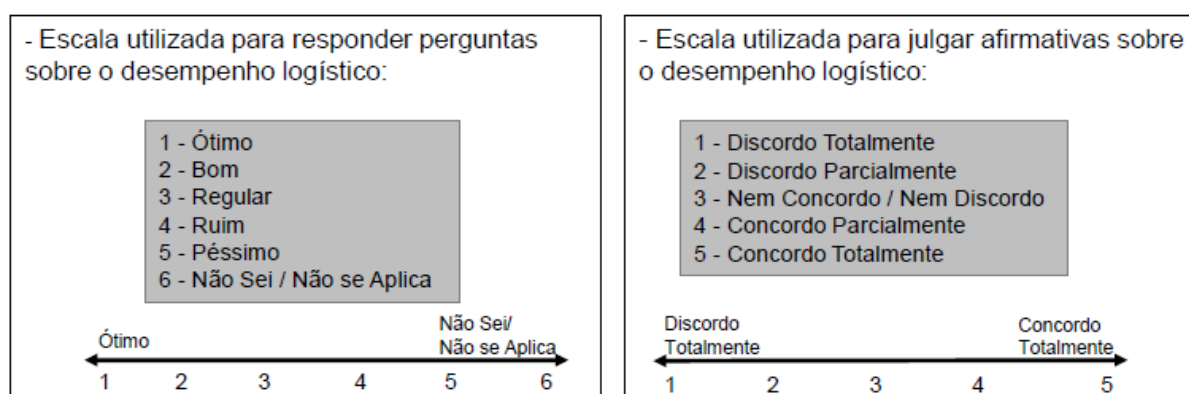 - Escala utilizada para responder perguntas
sobre o desempenho logístico:
1 - Ótimo
2 - Bom
3 - Regular
4 - Ruim
5 - Péssimo
6 - Não Sei / Não se Aplica
Ótimo
Não Sei/
Não se Aplica
1 2 3 4 5 6
- Escala utilizada para julgar afirmativas sobre
o desempenho logístico:
1 - Discordo Totalmente
2 - Discordo Parcialmente
3 - Nem Concordo / Nem Discordo
4 - Concordo Parcialmente
5 - Concordo Totalmente
Discordo
Totalmente
Concordo
Totalmente
1 2 3 4 5